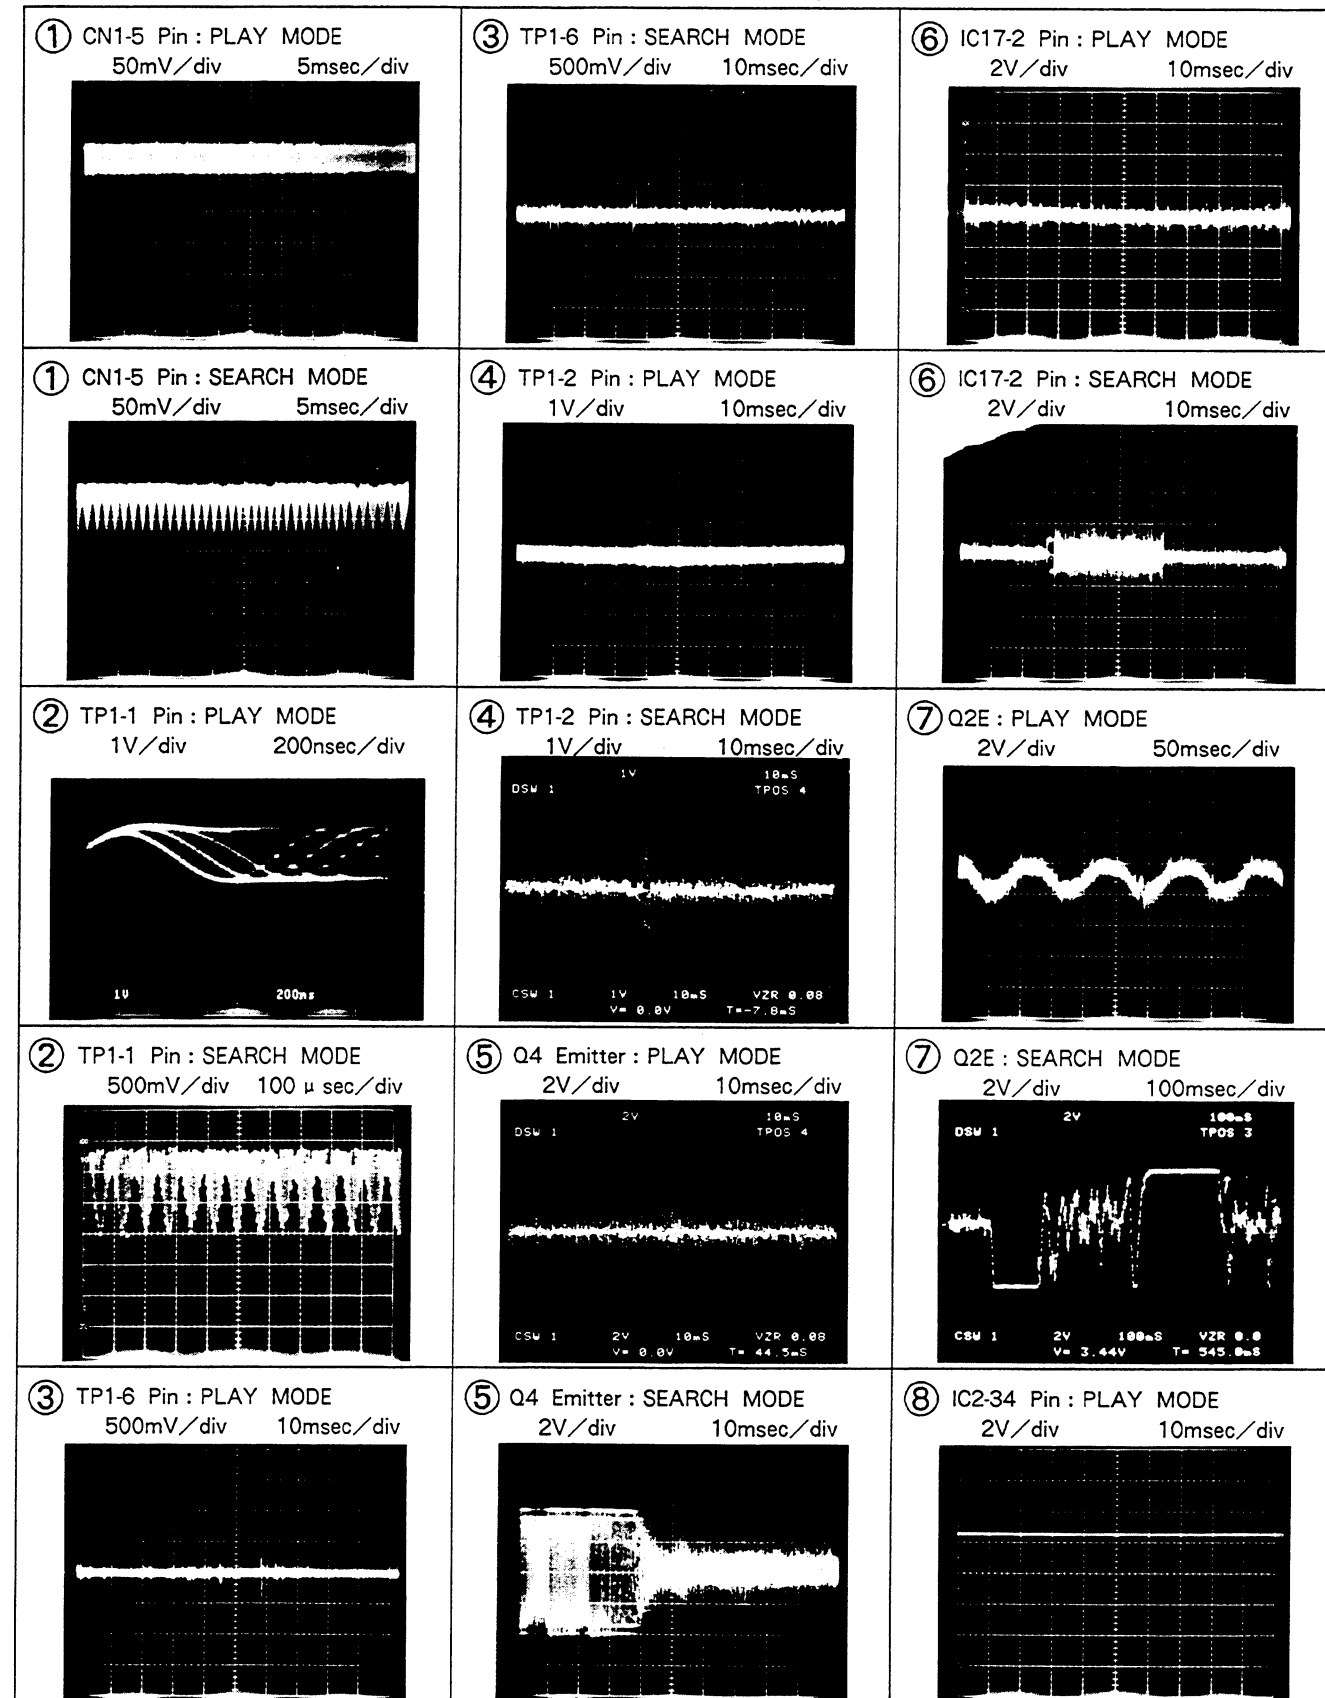 ① CN1-5 Pin : PLAY MODE
50mV/div 5msec/div
③ TP1-6 Pin : SEARCH MODE
500mV/div 10msec/div
⑥ IC17-2 Pin : PLAY MODE
2V/div 10msec/div
① CN1-5 Pin : SEARCH MODE
50mV/div 5msec/div
④ TP1-2 Pin : PLAY MODE
1V/div 10msec/div
⑥ IC17-2 Pin : SEARCH MODE
2V/div 10msec/div
② TP1-1 Pin : PLAY MODE
1V/div 200nsec/div
1V 200ns
④ TP1-2 Pin : SEARCH MODE
1V/div 10msec/div
1V 10mS
DSW 1 TPOS 4
CSW 1 1V 10mS VZR 0.08
V= 0.0V T=-7.8mS
⑦ Q2E : PLAY MODE
2V/div 50msec/div
② TP1-1 Pin : SEARCH MODE
500mV/div 100 μ sec/div
⑤ Q4 Emitter : PLAY MODE
2V/div 10msec/div
2V 10mS
DSW 1 TPOS 4
CSW 1 2V 10mS VZR 0.08
V= 0.0V T= 44.5mS
⑦ Q2E : SEARCH MODE
2V/div 100msec/div
2V 100mS
DSW 1 TPOS 3
CSW 1 2V 100mS VZR 0.0
V= 3.44V T= 545.0mS
③ TP1-6 Pin : PLAY MODE
500mV/div 10msec/div
⑤ Q4 Emitter : SEARCH MODE
2V/div 10msec/div
⑧ IC2-34 Pin : PLAY MODE
2V/div 10msec/div